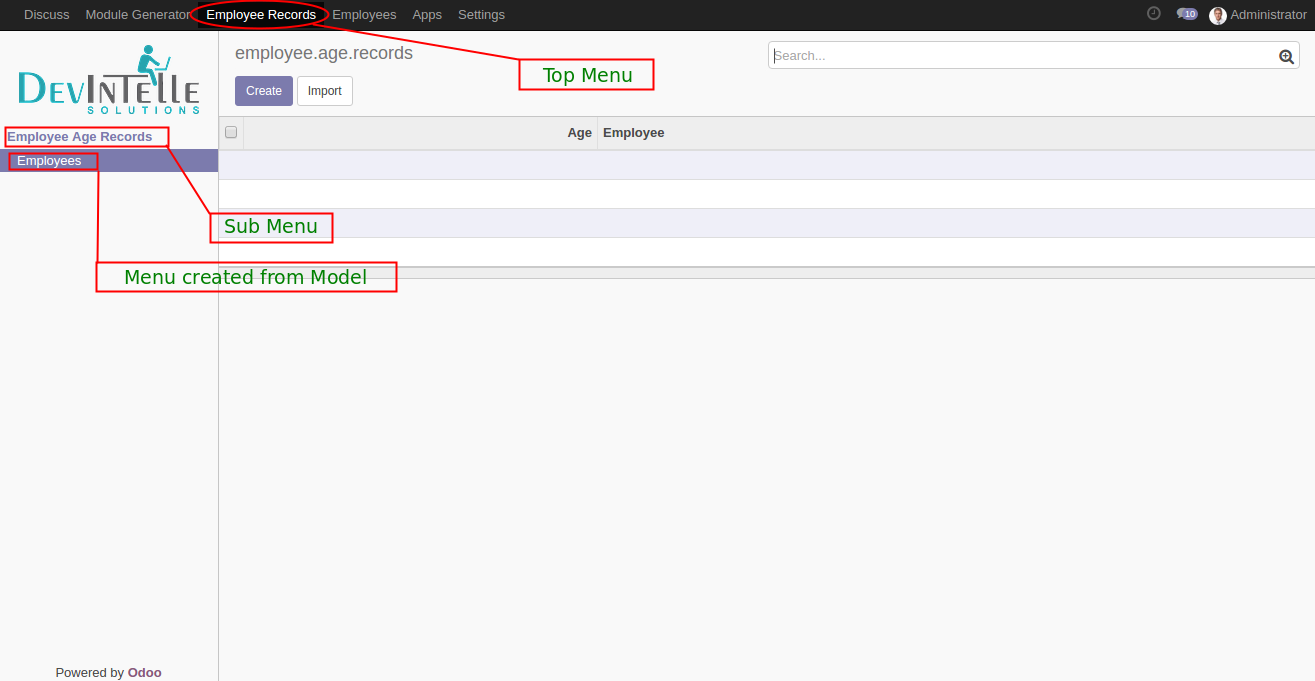 Discuss Module Generator Employee Records Employees Apps Settings 10 Administrator
employee.age.records
Search...
Top Menu
Create Import
DEVINTELLE
SOLUTIONS
Age Employee
Employee Age Records
Employees
Sub Menu
Menu created from Model
Powered by Odoo